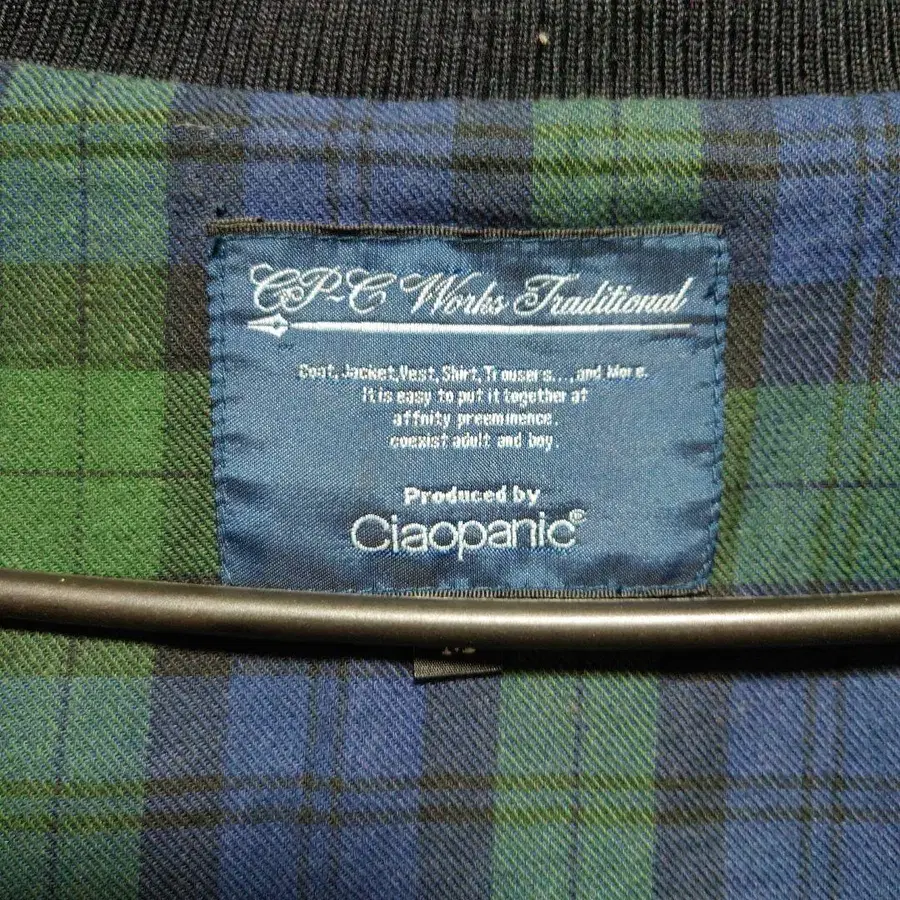 CP-C Works Traditional
Coat, Jacket, Vest, Shirt, Trousers...,and More.
It is easy to put it together at
affnity preeminence.
coexist adult and boy.
Produced by
Ciaopanic®